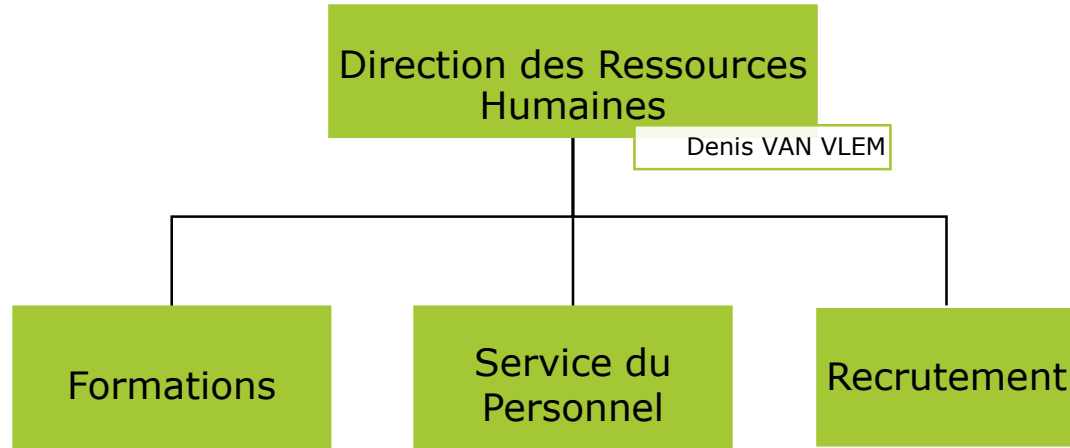 Direction des Ressources
Humaines
Denis VAN VLEM
Formations
Service du
Personnel
Recrutement